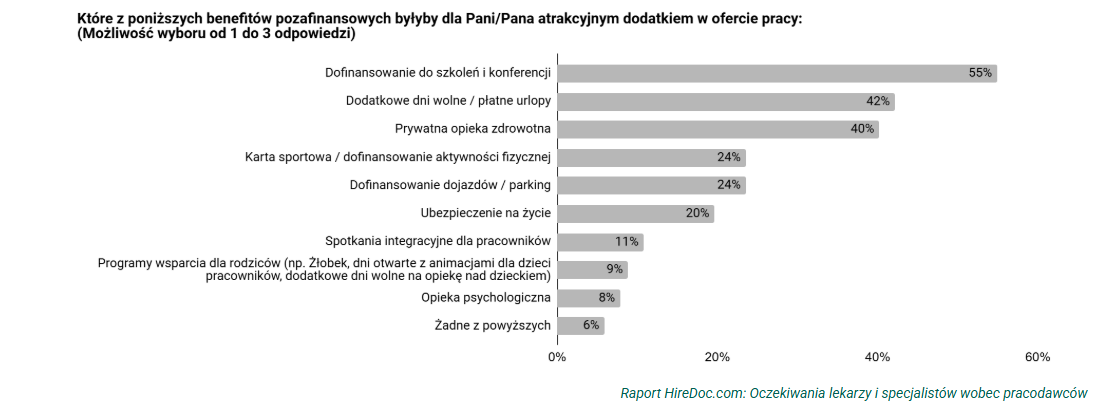 Które z poniższych benefitów pozafinansowych byłyby dla Pani/Pana atrakcyjnym dodatkiem w ofercie pracy:
(Możliwość wyboru od 1 do 3 odpowiedzi)
Dofinansowanie do szkoleń i konferencji 55%
Dodatkowe dni wolne / płatne urlopy 42%
Prywatna opieka zdrowotna 40%
Karta sportowa / dofinansowanie aktywności fizycznej 24%
Dofinansowanie dojazdów / parking 24%
Ubezpieczenie na życie 20%
Spotkania integracyjne dla pracowników 11%
Programy wsparcia dla rodziców (np. Żłobek, dni otwarte z animacjami dla dzieci
pracowników, dodatkowe dni wolne na opiekę nad dzieckiem) 9%
Opieka psychologiczna 8%
Żadne z powyższych 6%
0% 20% 40% 60%
Raport HireDoc.com: Oczekiwania lekarzy i specjalistów wobec pracodawców